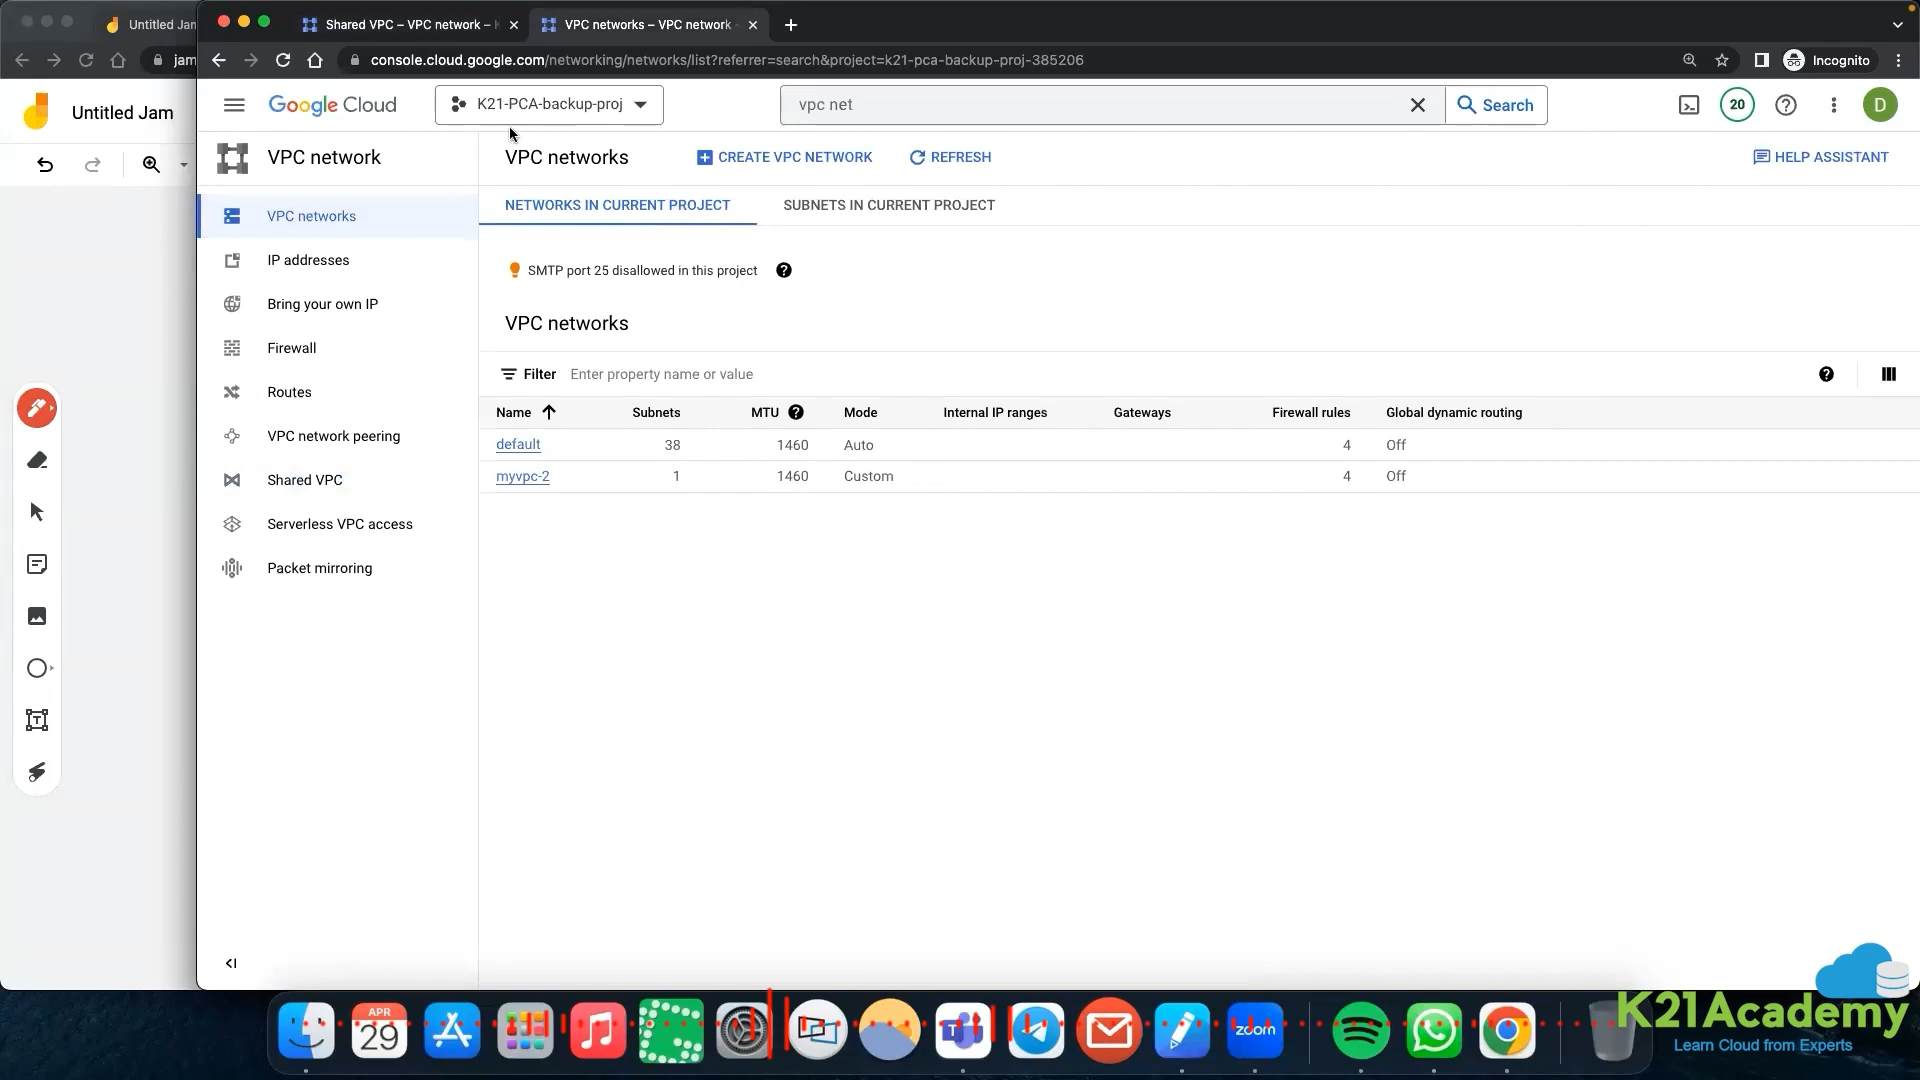 Untitled Jam
Shared VPC – VPC network –
VPC networks – VPC network
jam
console.cloud.google.com/networking/networks/list?referrer=search&project=k21-pca-backup-proj-385206
Incognito
Untitled Jam
Google Cloud
K21-PCA-backup-proj
vpc net
Search
20
D
VPC network
VPC networks
CREATE VPC NETWORK
REFRESH
HELP ASSISTANT
VPC networks
IP addresses
Bring your own IP
Firewall
Routes
VPC network peering
Shared VPC
Serverless VPC access
Packet mirroring
NETWORKS IN CURRENT PROJECT
SUBNETS IN CURRENT PROJECT
SMTP port 25 disallowed in this project
VPC networks
Filter Enter property name or value
Name Subnets MTU Mode Internal IP ranges Gateways Firewall rules Global dynamic routing
default 38 1460 Auto 4 Off
myvpc-2 1 1460 Custom 4 Off
APR
29
zoom
K21Academy
Learn Cloud from Experts